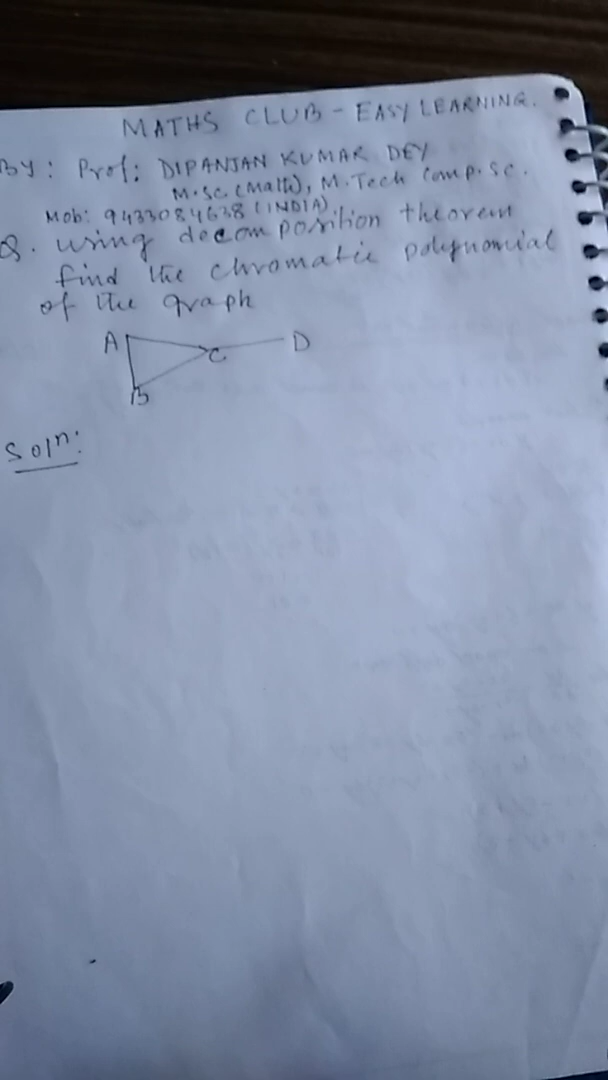 MATHS CLUB - EASY LEARNING.
By: Prof: DIPANJAN KUMAR DEY
M.Sc. (Math), M.Tech Comp.Sc.
Mob: 9433084638 (INDIA)
Q. Using decomposition theorem
find the chromatic polynomial
of the graph
A C D
B
Soln: